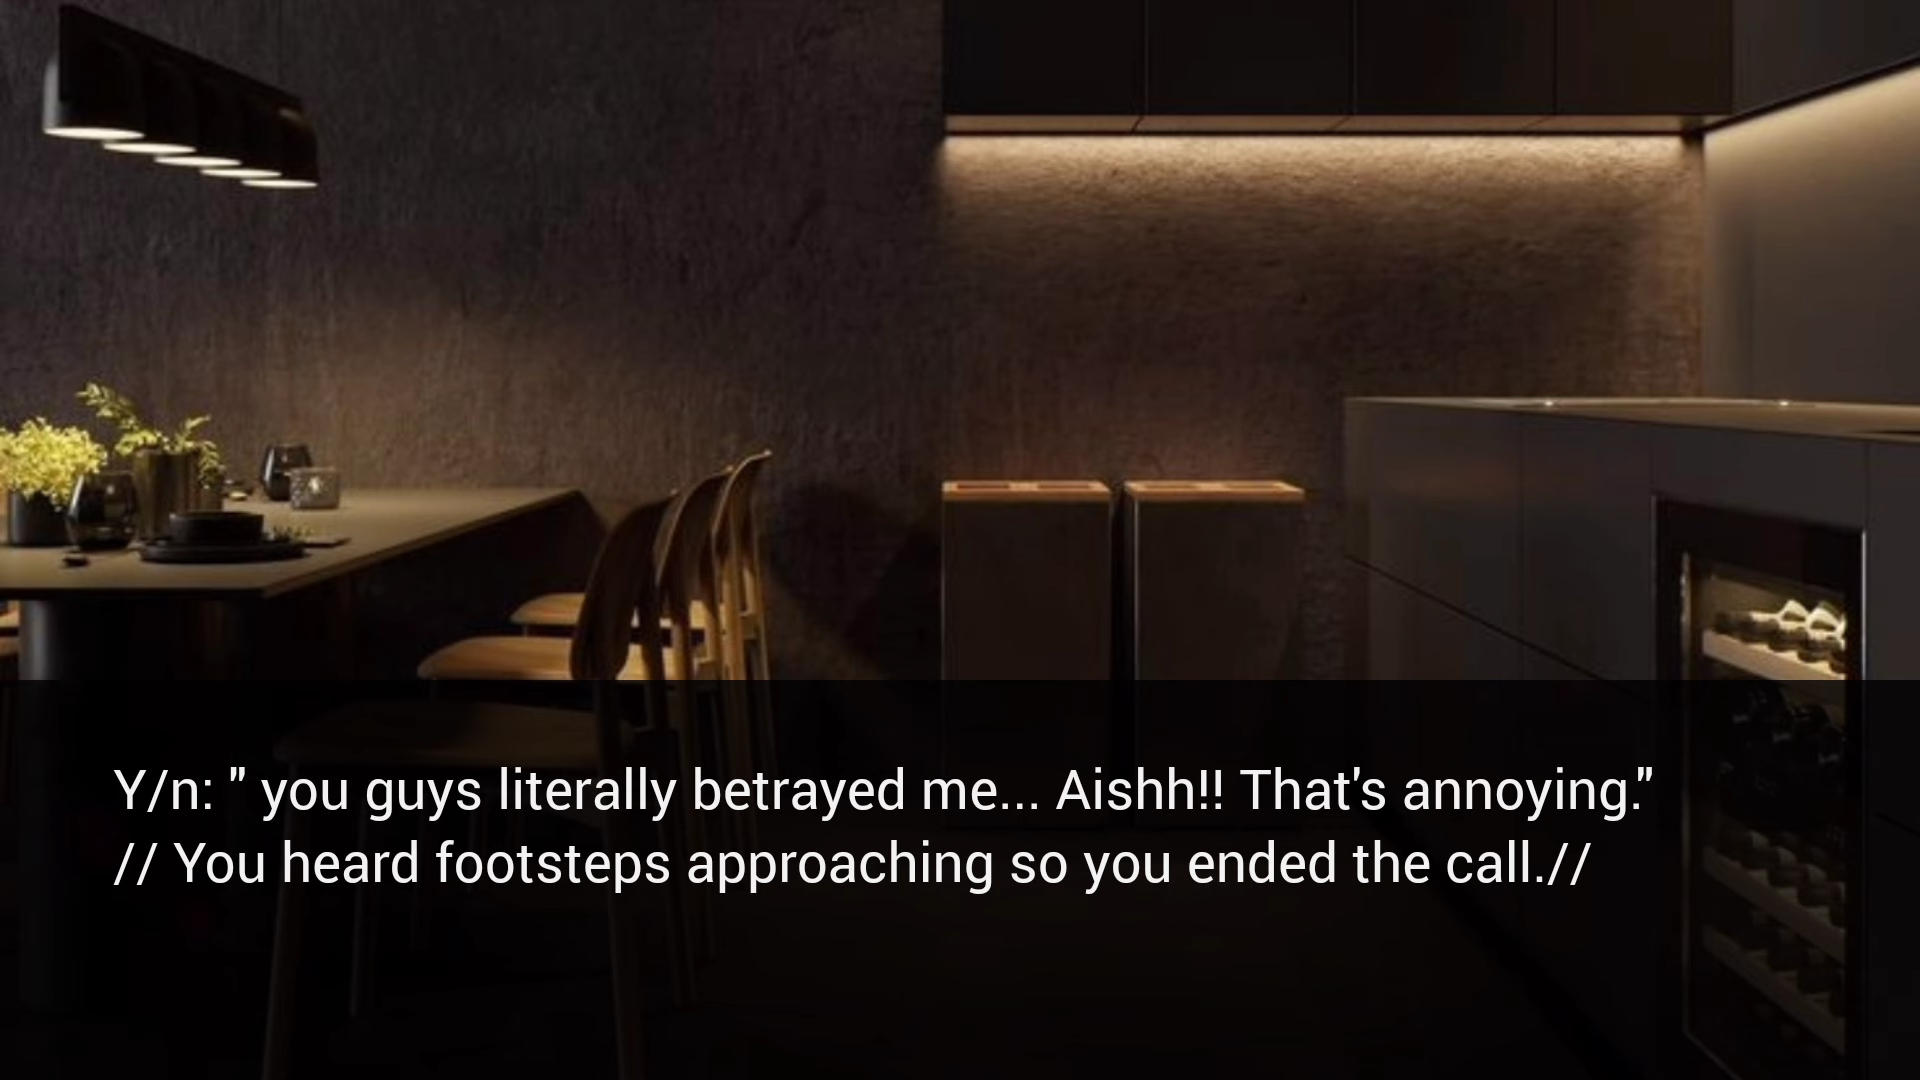 Y/n: " you guys literally betrayed me... Aishh!! That's annoying."
// You heard footsteps approaching so you ended the call.//